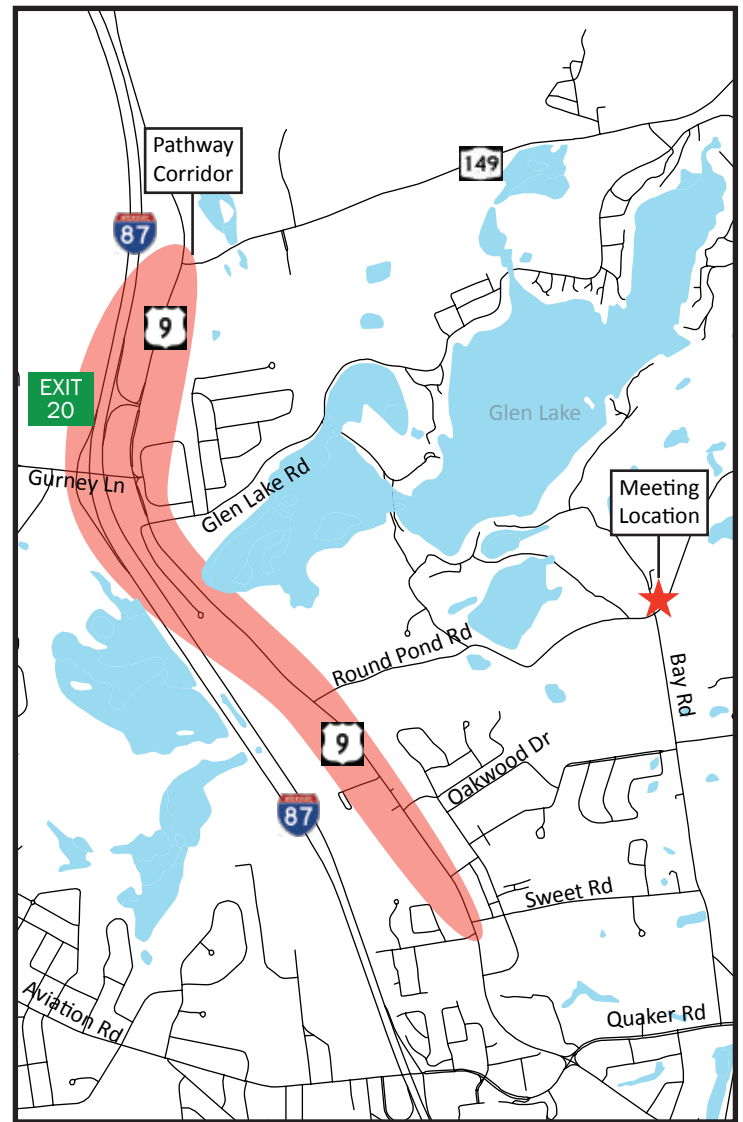 Pathway
Corridor
149
87
9
EXIT
20
Glen Lake
Gurney Ln
Glen Lake Rd
Meeting
Location
Round Pond Rd
Bay Rd
9
Oakwood Dr
87
Sweet Rd
Aviation Rd
Quaker Rd